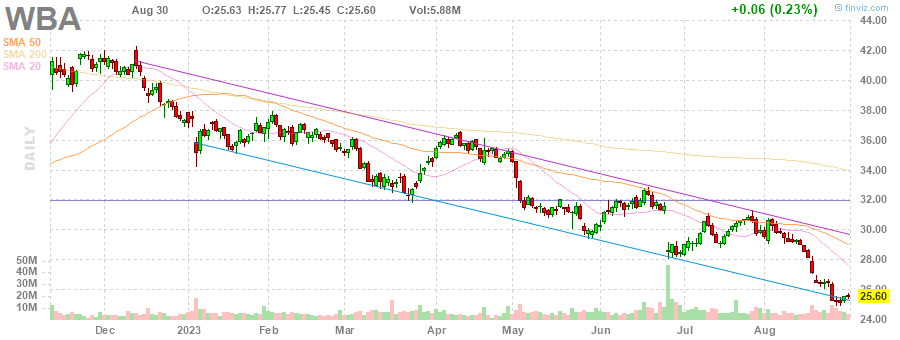 WBA
Aug 30 O:25.63 H:25.77 L:25.45 C:25.60 Vol:5.88M +0.06 (0.23%) @ finviz.com
SMA 50
SMA 200
SMA 20
DAILY
44.00
42.00
40.00
38.00
36.00
34.00
32.00
30.00
28.00
26.00
25.60
24.00
50M
40M
30M
20M
10M
Dec 2023 Feb Mar Apr May Jun Jul Aug